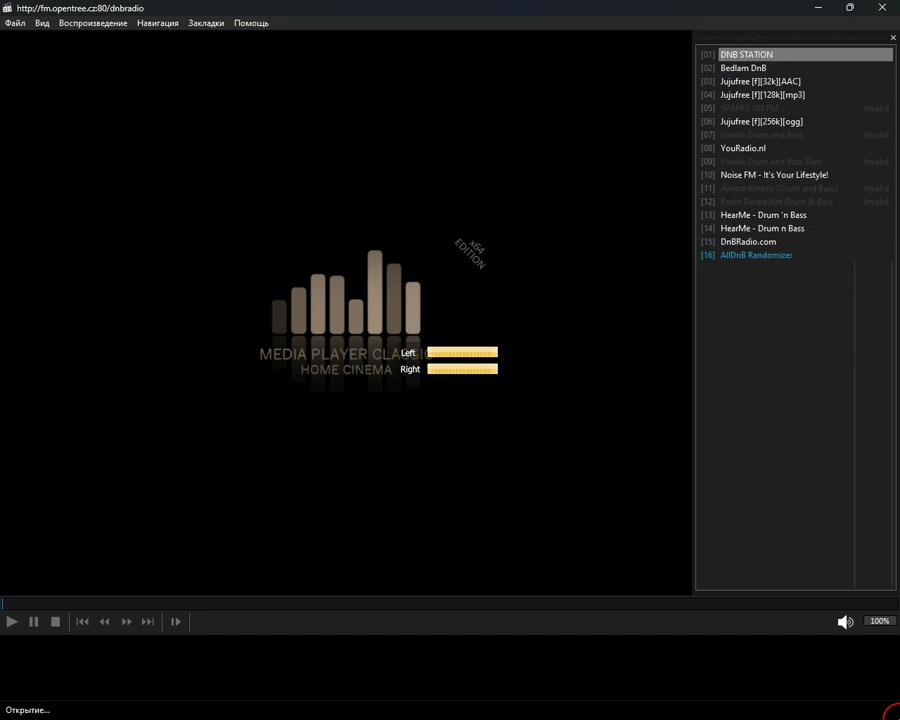 http://fm.opentree.cz:80/dnbradio
Файл Вид Воспроизведение Навигация Закладки Помощь
[01] DNB STATION
[02] Bedlam DnB
[03] Jujufree [f][32k][AAC]
[04] Jujufree [f][128k][mp3]
[05] SPARKS 108 FM Invalid
[06] Jujufree [f][256k][ogg]
[07] Vanilla Drum and Bass Invalid
[08] YouRadio.nl
[09] Vanilla Drum and Bass Dark Invalid
[10] Noise FM - It's Your Lifestyle!
[11] Anima Amoris [Drum and Bass] Invalid
[12] Radio Deepa.Net Drum & Bass Invalid
[13] HearMe - Drum 'n Bass
[14] HearMe - Drum n Bass
[15] DnBRadio.com
[16] AllDnB Randomizer
x64
EDITION
MEDIA PLAYER CLASSIC
HOME CINEMA
Left
Right
100%
Открытие...